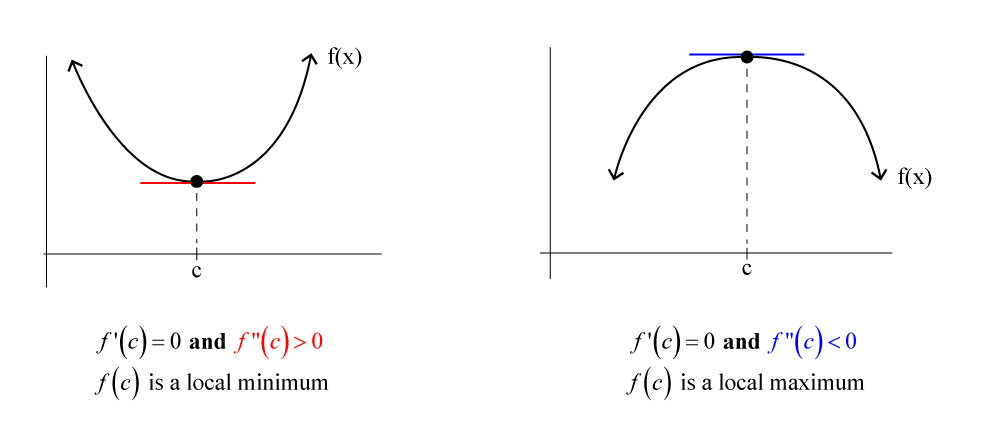 f(x)
c
f'(c) = 0 and f"(c) > 0
f(c) is a local minimum
f(x)
c
f'(c) = 0 and f"(c) < 0
f(c) is a local maximum